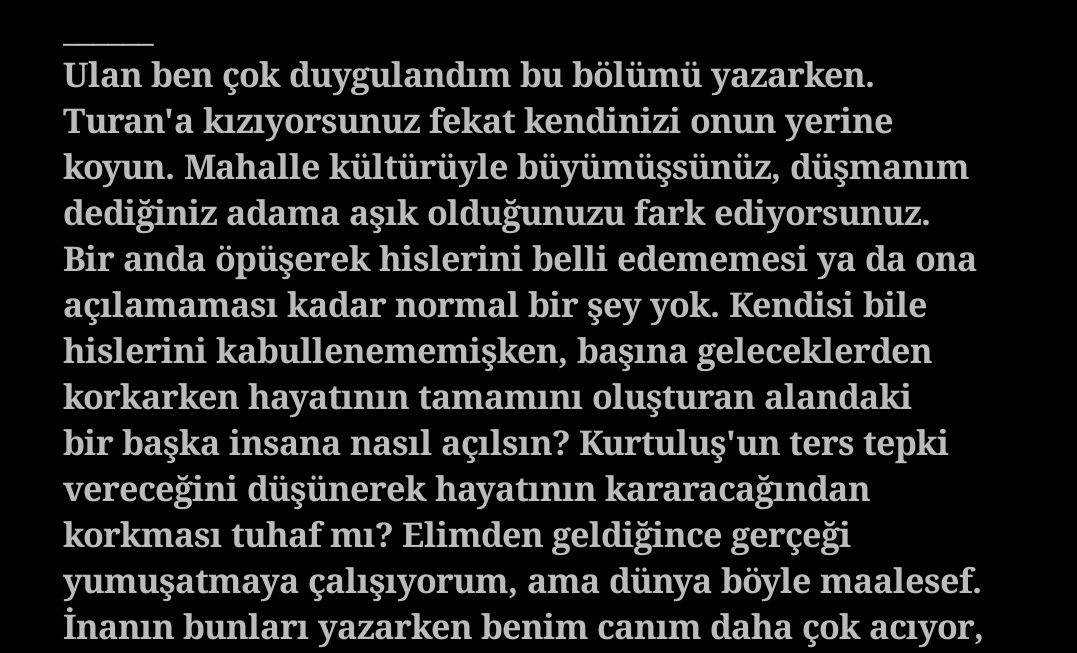 ______
Ulan ben çok duygulandım bu bölümü yazarken.
Turan'a kızıyorsunuz fekat kendinizi onun yerine
koyun. Mahalle kültürüyle büyümüşsünüz, düşmanım
dediğiniz adama aşık olduğunuzu fark ediyorsunuz.
Bir anda öpüşerek hislerini belli edememesi ya da ona
açılamaması kadar normal bir şey yok. Kendisi bile
hislerini kabullenememişken, başına geleceklerden
korkarken hayatının tamamını oluşturan alandaki
bir başka insana nasıl açılsın? Kurtuluş'un ters tepki
vereceğini düşünerek hayatının kararacağından
korkması tuhaf mı? Elimden geldiğince gerçeği
yumuşatmaya çalışıyorum, ama dünya böyle maalesef.
İnanın bunları yazarken benim canım daha çok acıyor,